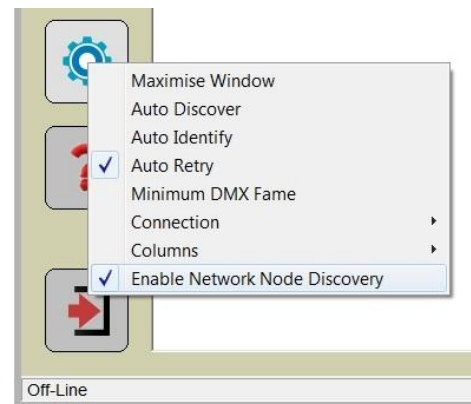 Maximise Window
Auto Discover
Auto Identify
Auto Retry
Minimum DMX Fame
Connection
Columns
Enable Network Node Discovery
Off-Line